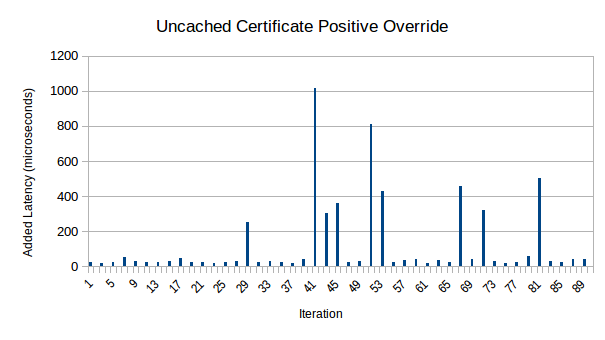 Uncached Certificate Positive Override
1200
1000
800
600
400
200
0
Added Latency (microseconds)
1 5 9 13 17 21 25 29 33 37 41 45 49 53 57 61 65 69 73 77 81 85 89
Iteration